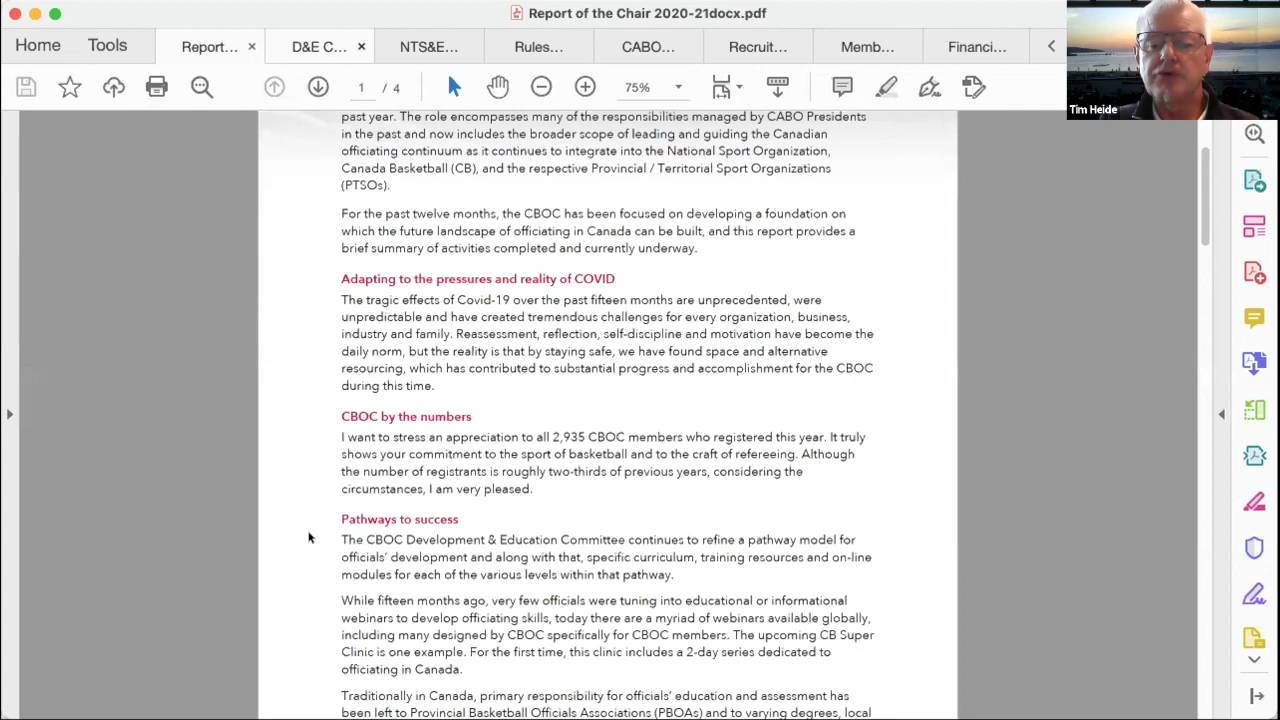 Report of the Chair 2020-21docx.pdf
Home
Tools
Report...
D&E C...
NTS&E...
Rules...
CABO...
Recruit...
Memb...
Financi...
1 / 4
75%
Tim Heide
past year. The role encompasses many of the responsibilities managed by CABO Presidents
in the past and now includes the broader scope of leading and guiding the Canadian
officiating continuum as it continues to integrate into the National Sport Organization,
Canada Basketball (CB), and the respective Provincial / Territorial Sport Organizations
(PTSOs).
For the past twelve months, the CBOC has been focused on developing a foundation on
which the future landscape of officiating in Canada can be built, and this report provides a
brief summary of activities completed and currently underway.
Adapting to the pressures and reality of COVID
The tragic effects of Covid-19 over the past fifteen months are unprecedented, were
unpredictable and have created tremendous challenges for every organization, business,
industry and family. Reassessment, reflection, self-discipline and motivation have become the
daily norm, but the reality is that by staying safe, we have found space and alternative
resourcing, which has contributed to substantial progress and accomplishment for the CBOC
during this time.
CBOC by the numbers
I want to stress an appreciation to all 2,935 CBOC members who registered this year. It truly
shows your commitment to the sport of basketball and to the craft of refereeing. Although
the number of registrants is roughly two-thirds of previous years, considering the
circumstances, I am very pleased.
Pathways to success
The CBOC Development & Education Committee continues to refine a pathway model for
officials’ development and along with that, specific curriculum, training resources and on-line
modules for each of the various levels within that pathway.
While fifteen months ago, very few officials were tuning into educational or informational
webinars to develop officiating skills, today there are a myriad of webinars available globally,
including many designed by CBOC specifically for CBOC members. The upcoming CB Super
Clinic is one example. For the first time, this clinic includes a 2-day series dedicated to
officiating in Canada.
Traditionally in Canada, primary responsibility for officials’ education and assessment has
been left to Provincial Basketball Officials Associations (PBOAs) and to varying degrees, local